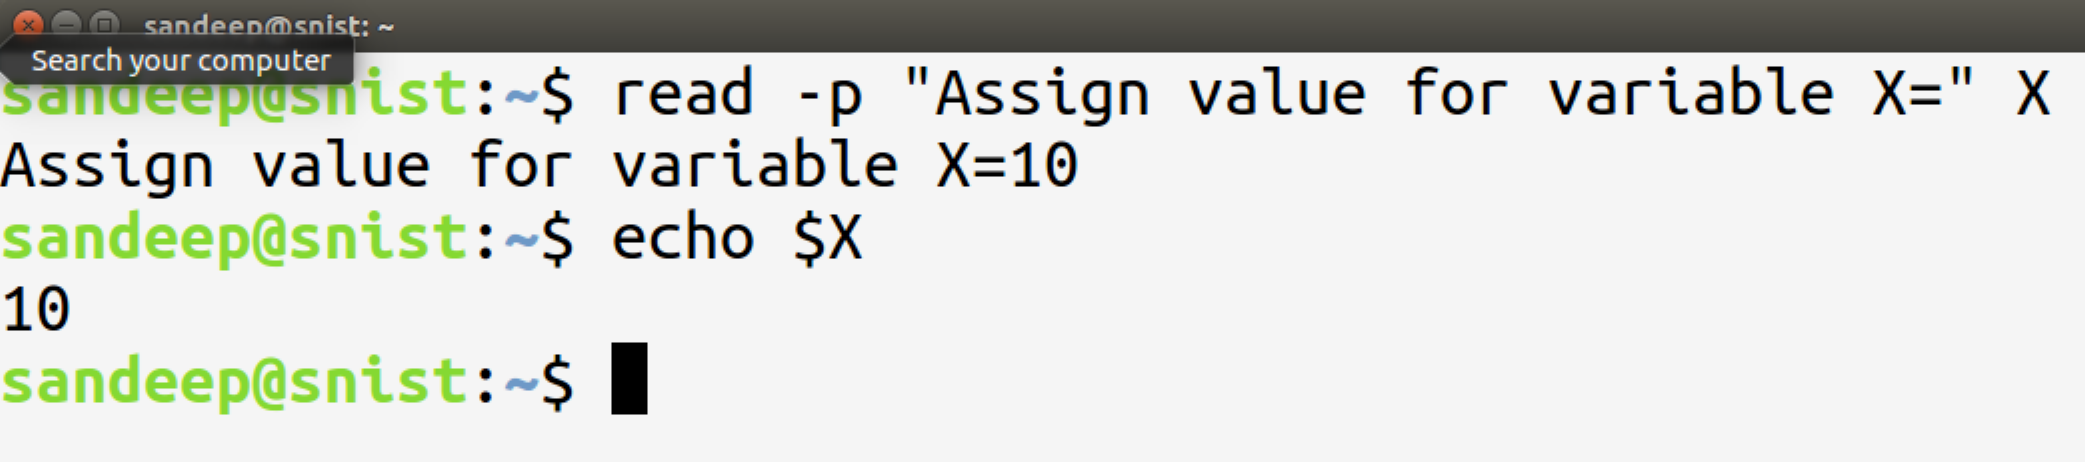 sandeep@snist: ~
Search your computer
sandeep@snist:~$ read -p "Assign value for variable X=" X
Assign value for variable X=10
sandeep@snist:~$ echo $X
10
sandeep@snist:~$